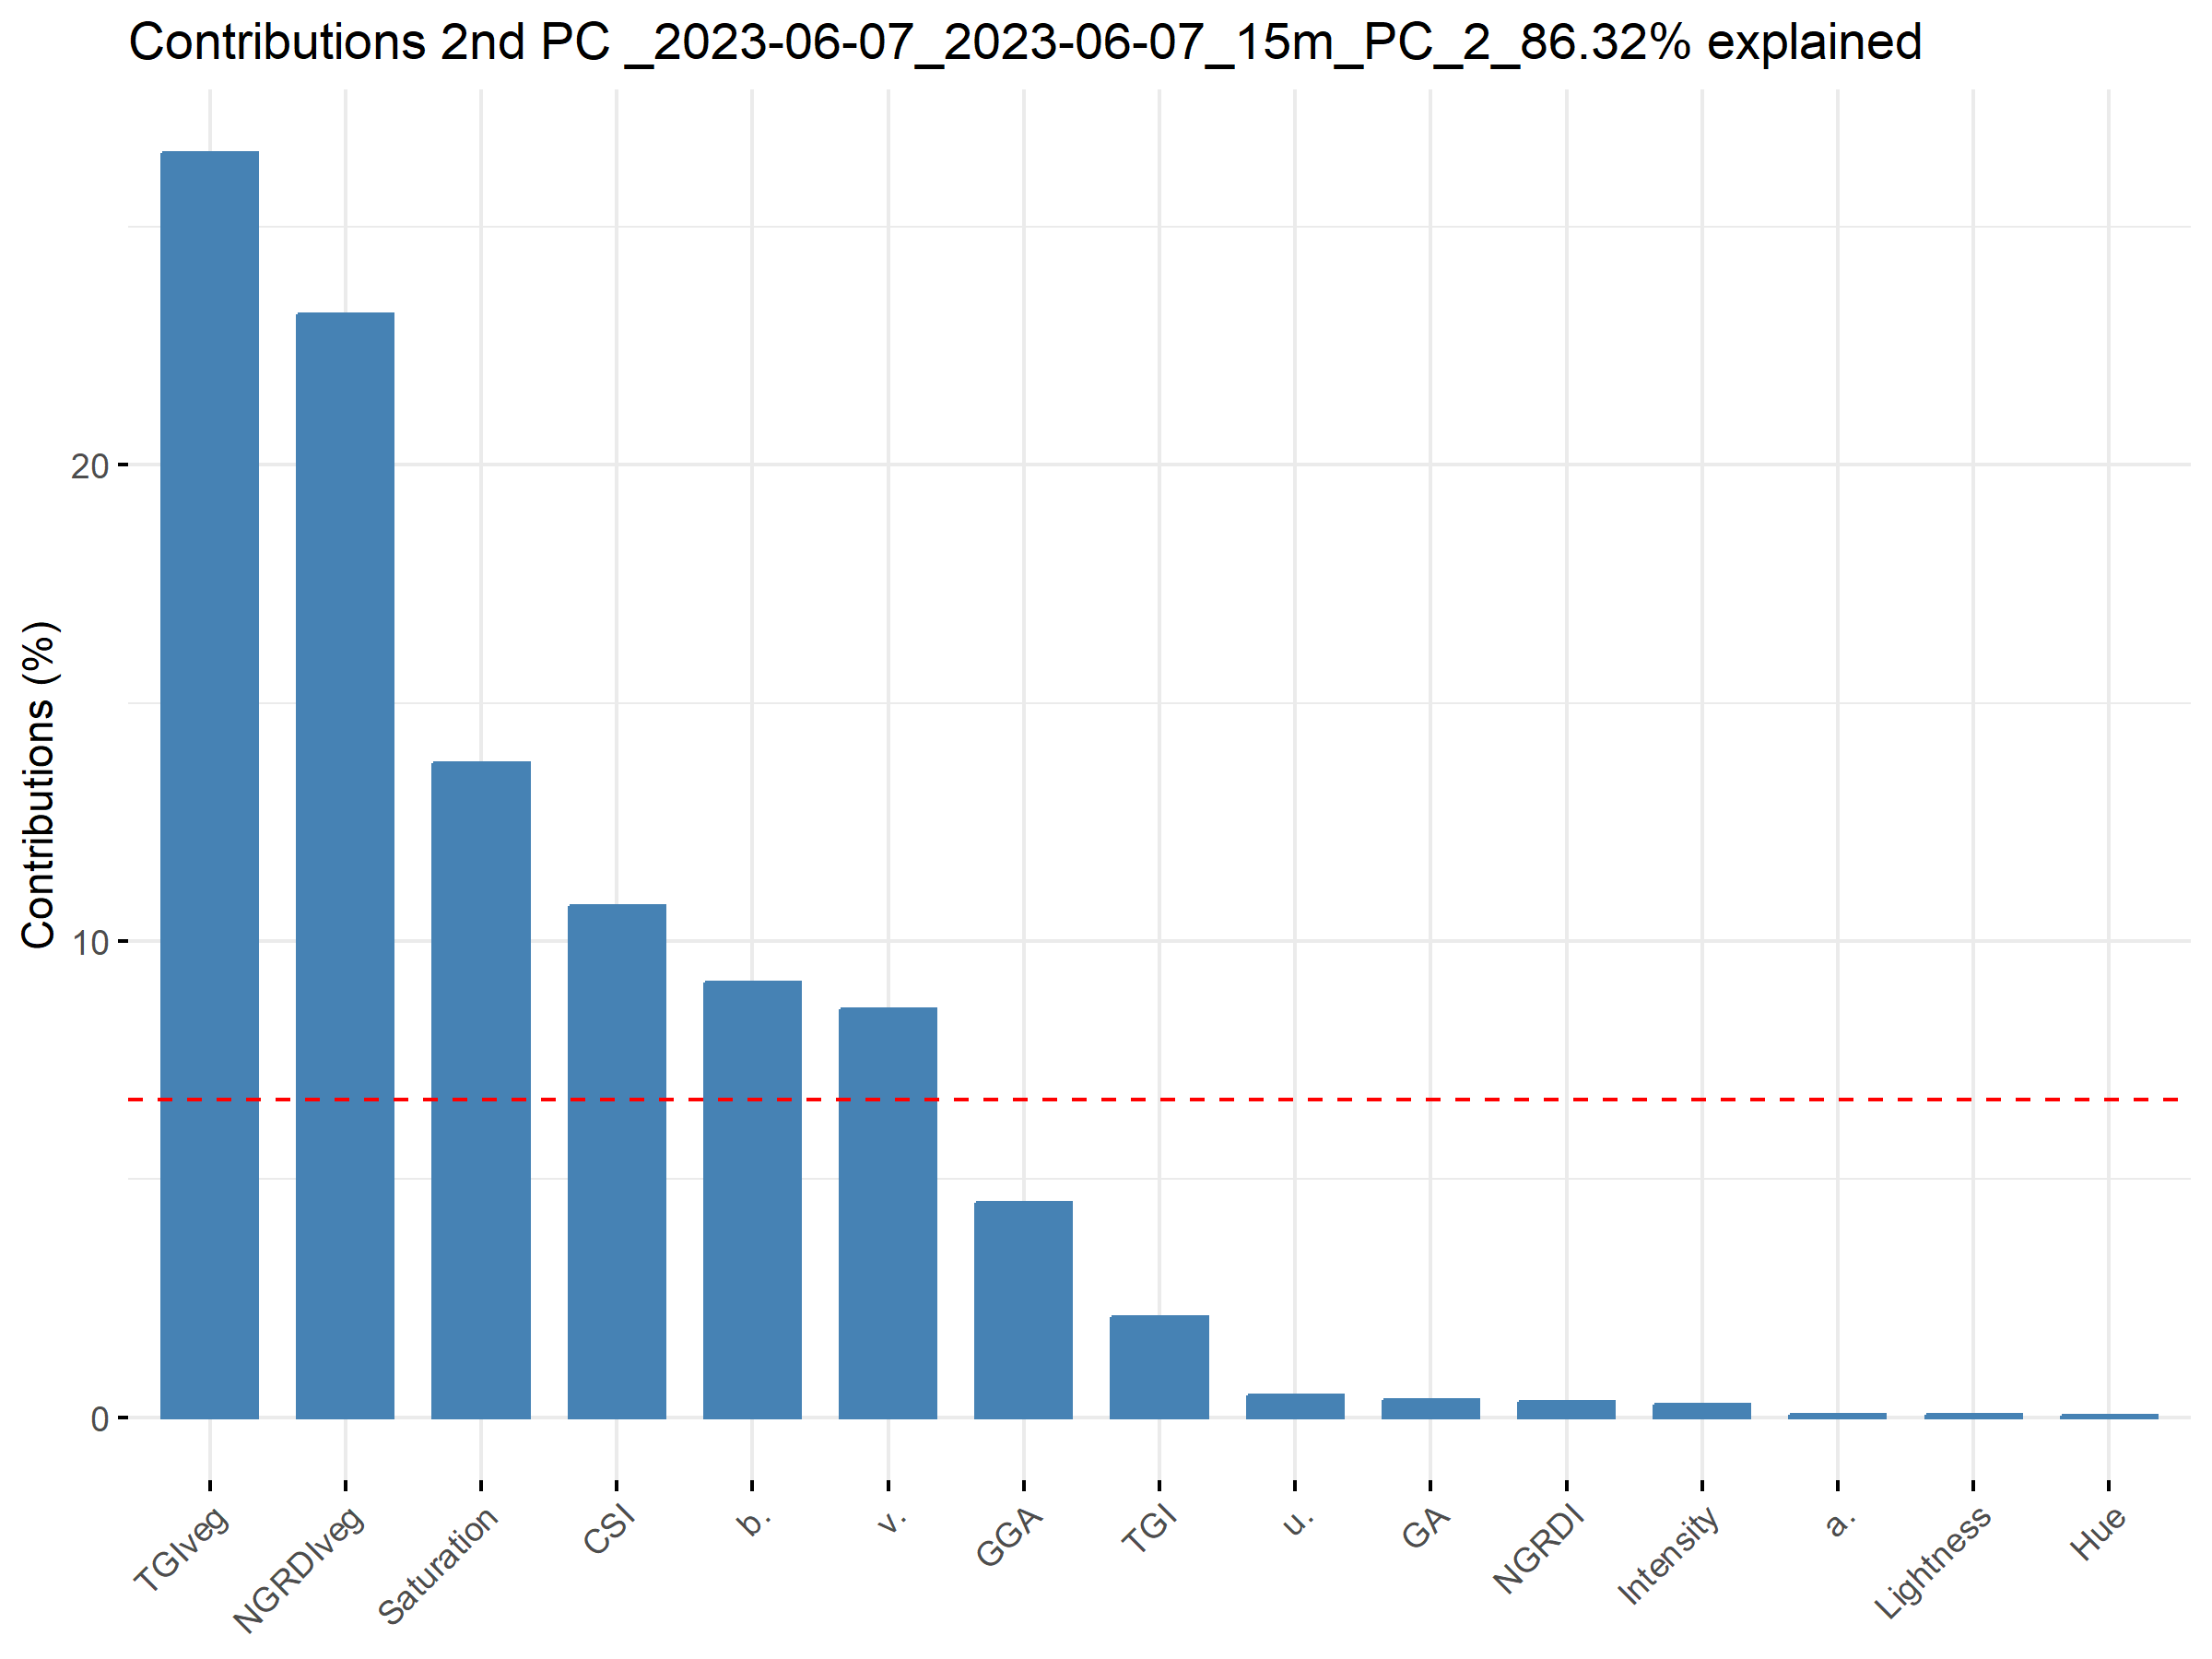 Contributions 2nd PC _2023-06-07_2023-06-07_15m_PC_2_86.32% explained
Contributions (%)
20
10
0
TGIveg
NGRDIveg
Saturation
CSI
b.
v.
GGA
TGI
u.
GA
NGRDI
Intensity
a.
Lightness
Hue